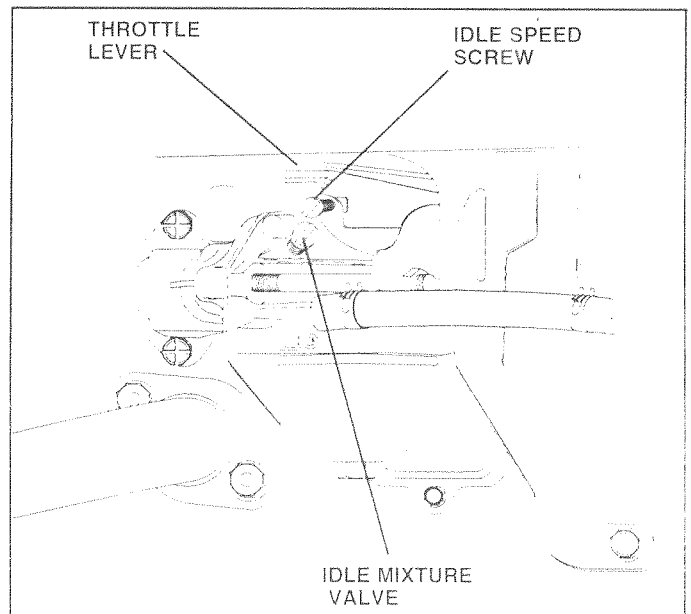 THROTTLE
LEVER
IDLE SPEED
SCREW
IDLE MIXTURE
VALVE